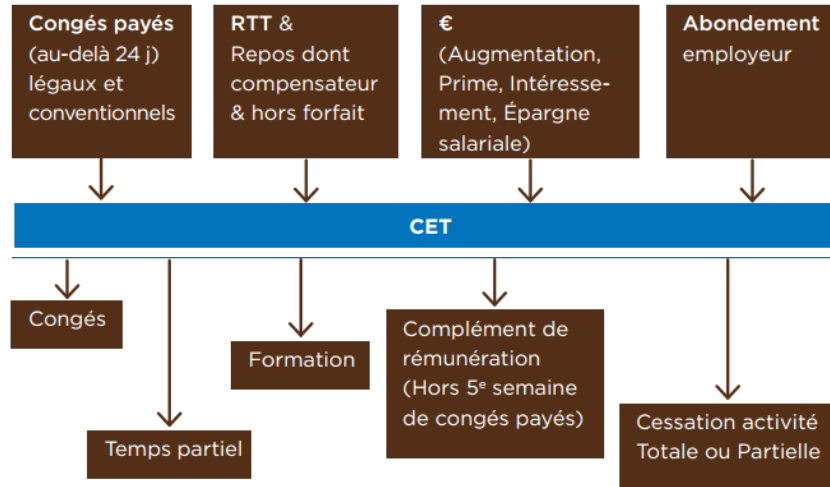 Congés payés
(au-delà 24 j)
légaux et
conventionnels
RTT &
Repos dont
compensateur
& hors forfait
€
(Augmentation,
Prime, Intéresse-
ment, Épargne
salariale)
Abondement
employeur
CET
Congés
Temps partiel
Formation
Complément de
rémunération
(Hors 5e semaine
de congés payés)
Cessation activité
Totale ou Partielle